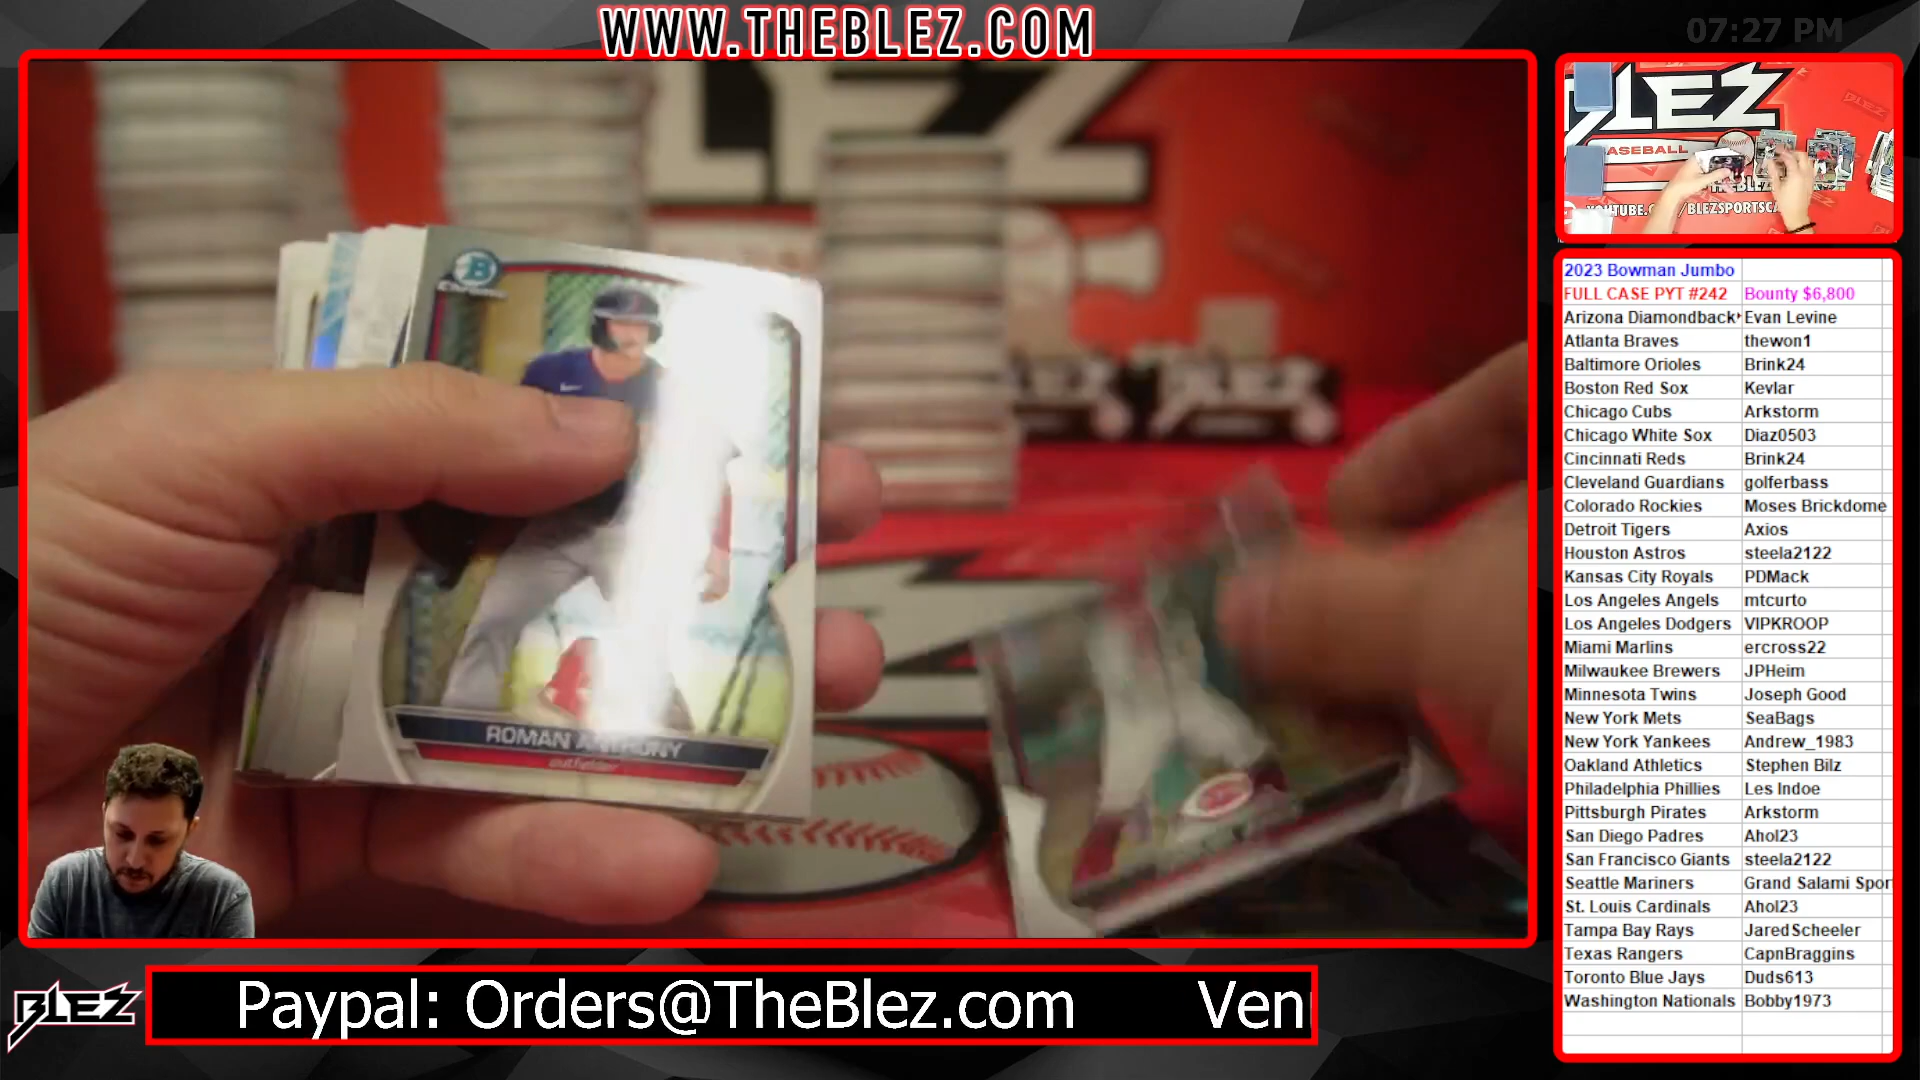 WWW.THEBLEZ.COM
07:27 PM
LEZ
BASEBALL
BLEZ
ROMAN ANTHONY
outfielder
2023 Bowman Jumbo
FULL CASE PYT #242 Bounty $6,800
Arizona Diamondback Evan Levine
Atlanta Braves thewon1
Baltimore Orioles Brink24
Boston Red Sox Kevlar
Chicago Cubs Arkstorm
Chicago White Sox Diaz0503
Cincinnati Reds Brink24
Cleveland Guardians golferbass
Colorado Rockies Moses Brickdome
Detroit Tigers Axios
Houston Astros steela2122
Kansas City Royals PDMack
Los Angeles Angels mtcurto
Los Angeles Dodgers VIPKROOP
Miami Marlins ercross22
Milwaukee Brewers JPHeim
Minnesota Twins Joseph Good
New York Mets SeaBags
New York Yankees Andrew_1983
Oakland Athletics Stephen Bilz
Philadelphia Phillies Les Indoe
Pittsburgh Pirates Arkstorm
San Diego Padres Ahol23
San Francisco Giants steela2122
Seattle Mariners Grand Salami Spor
St. Louis Cardinals Ahol23
Tampa Bay Rays Jared Scheeler
Texas Rangers CapnBraggins
Toronto Blue Jays Duds613
Washington Nationals Bobby1973
BLEZ
Paypal: Orders@TheBlez.com Ven